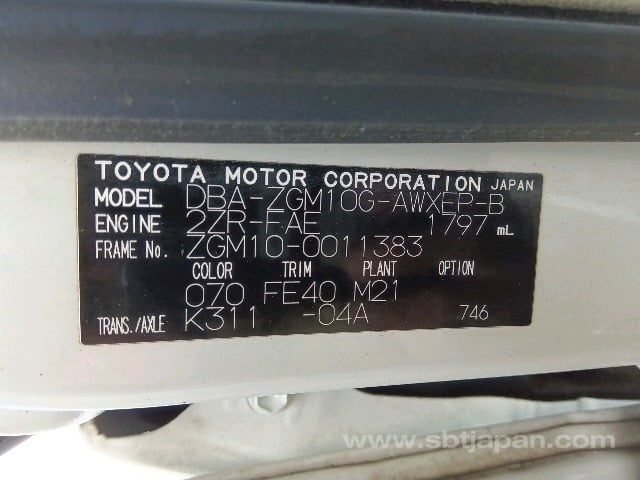 TOYOTA MOTOR CORPORATION JAPAN
MODEL DBA-ZGM10G-AWXEP-B
ENGINE 2ZR-FAE 1797 mL
FRAME No. ZGM10-0011383
COLOR TRIM PLANT OPTION
070 FE40 M21
TRANS./AXLE K311 -04A 746
www.sbtjapan.com